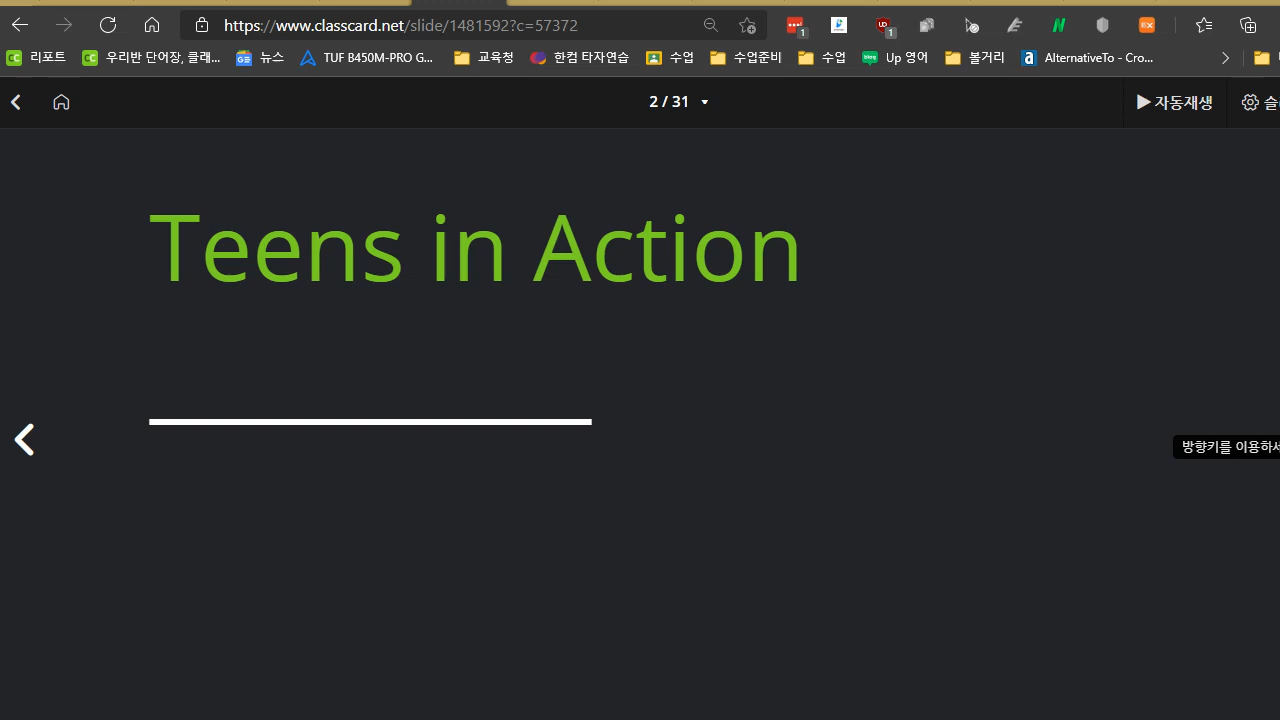 https://www.classcard.net/slide/1481592?c=57372
1
1
리포트
우리반 단어장, 클래...
뉴스
TUF B450M-PRO G...
교육청
한컴 타자연습
수업
수업준비
수업
Up 영어
볼거리
AlternativeTo - Cro...
2 / 31
자동재생
Teens in Action
방향키를 이용하세